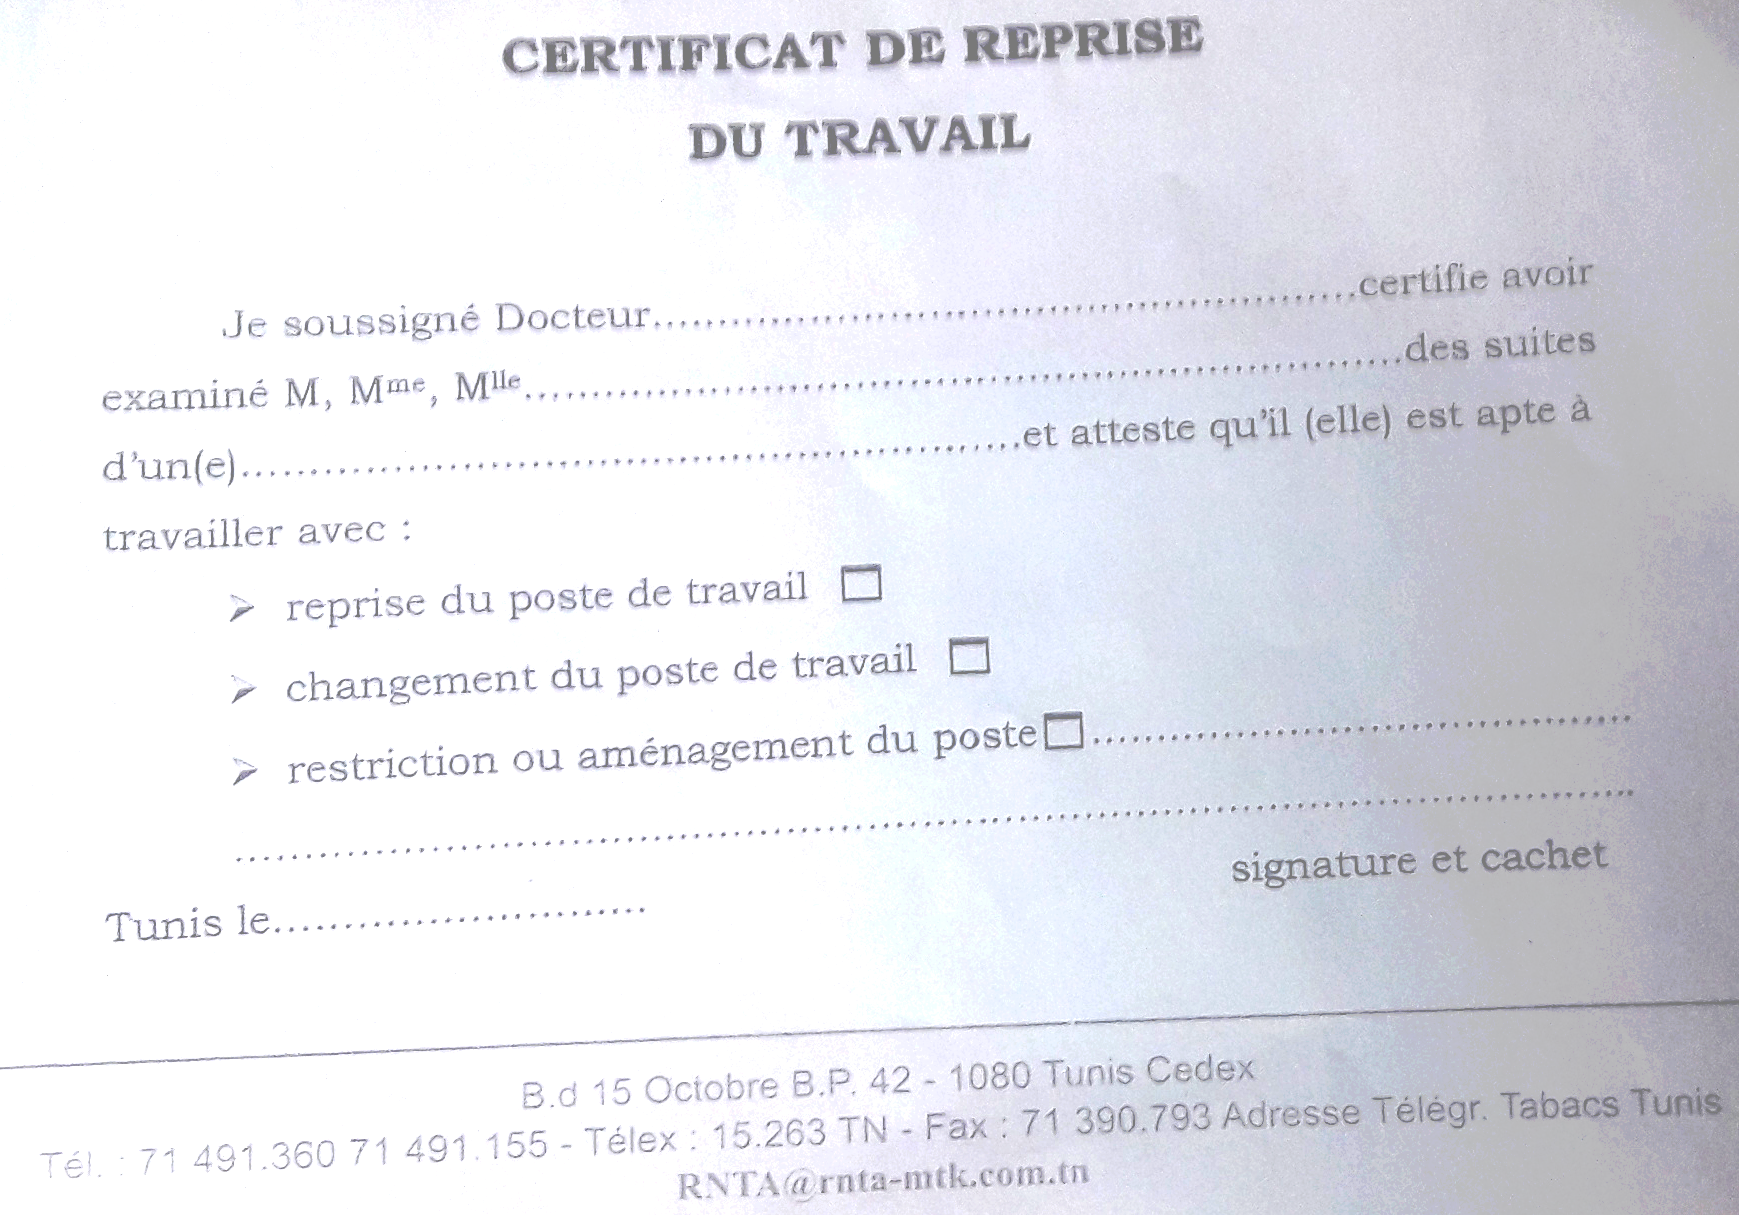 CERTIFICAT DE REPRISE
DU TRAVAIL
Je soussigné Docteur....................................................certifie avoir
examiné M, Mme, Mlle..................................................................des suites
d'un(e)..........................................................et atteste qu'il (elle) est apte à
travailler avec :
➢ reprise du poste de travail ☐
➢ changement du poste de travail ☐
➢ restriction ou aménagement du poste☐........................................
..................................................................................................
signature et cachet
Tunis le...........................
B.d 15 Octobre B.P. 42 - 1080 Tunis Cedex
Tél. : 71 491.360 71 491.155 - Télex : 15.263 TN - Fax : 71 390.793 Adresse Télégr. Tabacs Tunis
RNTA@rnta-mtk.com.tn